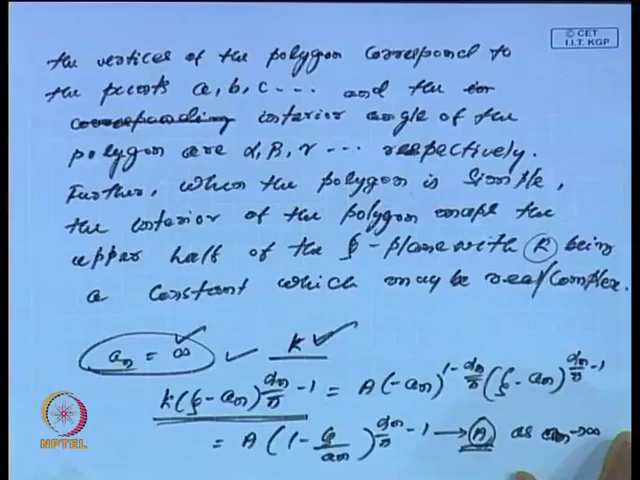 © CET
I.I.T. KGP
the vertices of the polygon correspond to
the points a, b, c .... and the in
corresponding interior angle of the
polygon are α, β, γ ... respectively.
Further, when the polygon is simple,
the interior of the polygon maps the
upper half of the ζ-plane with K being
a constant which may be real/complex.
aₙ = ∞ K
k(ζ - aₙ)^(αₙ/π - 1) = A(-aₙ)^(1 - αₙ/π) (ζ - aₙ)^(αₙ/π - 1)
= A(1 - ζ/aₙ)^(αₙ/π - 1) → A as aₙ→∞
NPTEL